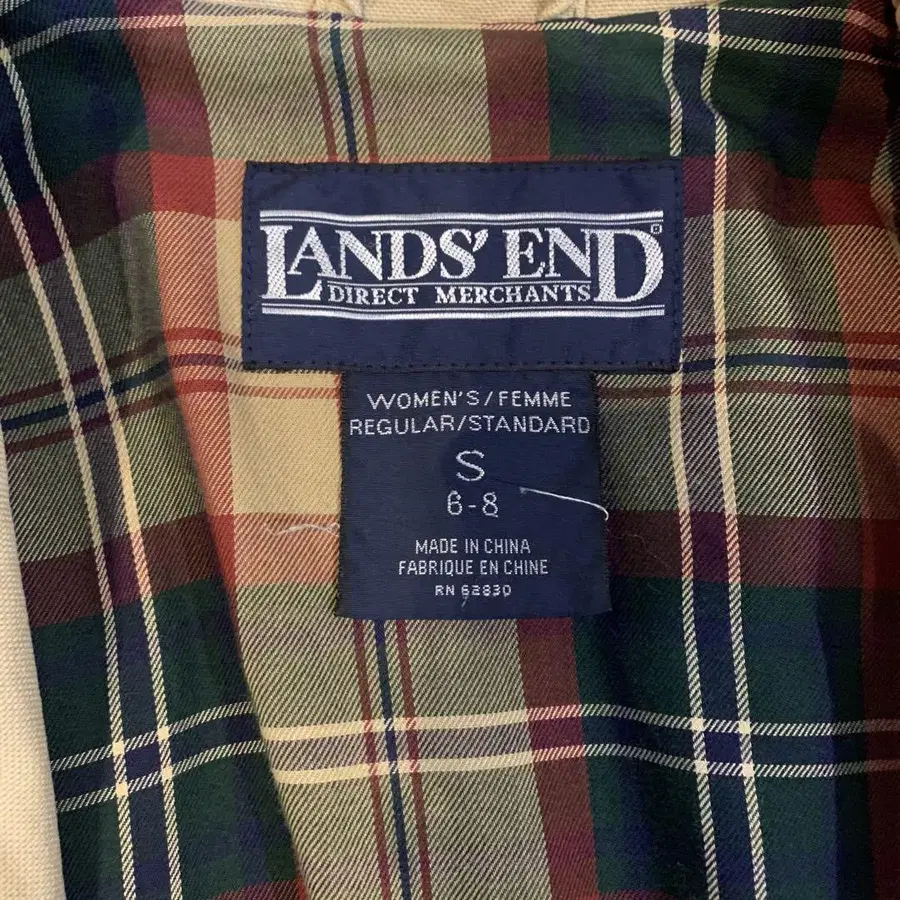 LANDS' END®
DIRECT MERCHANTS
WOMEN'S/FEMME
REGULAR/STANDARD
S
6-8
MADE IN CHINA
FABRIQUE EN CHINE
RN 62830